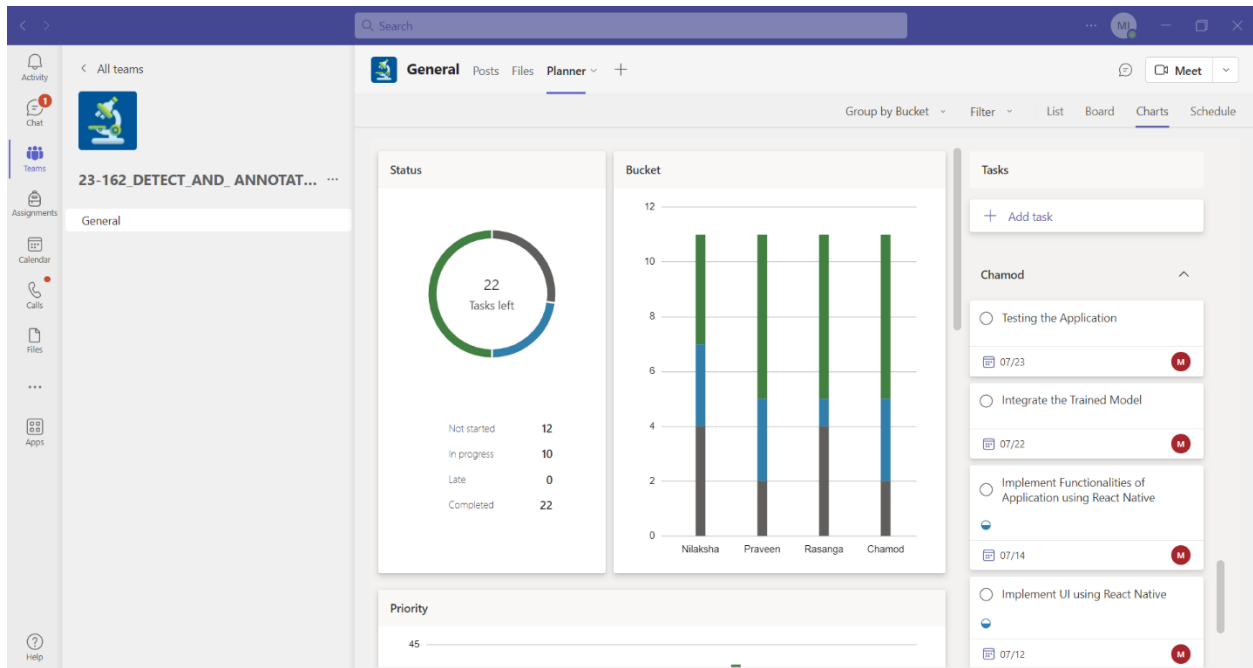 Search
MI
Activity
1
Chat
Teams
Assignments
Calendar
Calls
Files
Apps
Help
All teams
23-162_DETECT_AND_ ANNOTAT...
General
General Posts Files Planner
Meet
Group by Bucket Filter List Board Charts Schedule
Status
22
Tasks left
Not started 12
In progress 10
Late 0
Completed 22
Bucket
12
10
8
6
4
2
0
Nilaksha Praveen Rasanga Chamod
Priority
45
Tasks
Add task
Chamod
Testing the Application
07/23 M
Integrate the Trained Model
07/22 M
Implement Functionalities of
Application using React Native
07/14 M
Implement UI using React Native
07/12 M